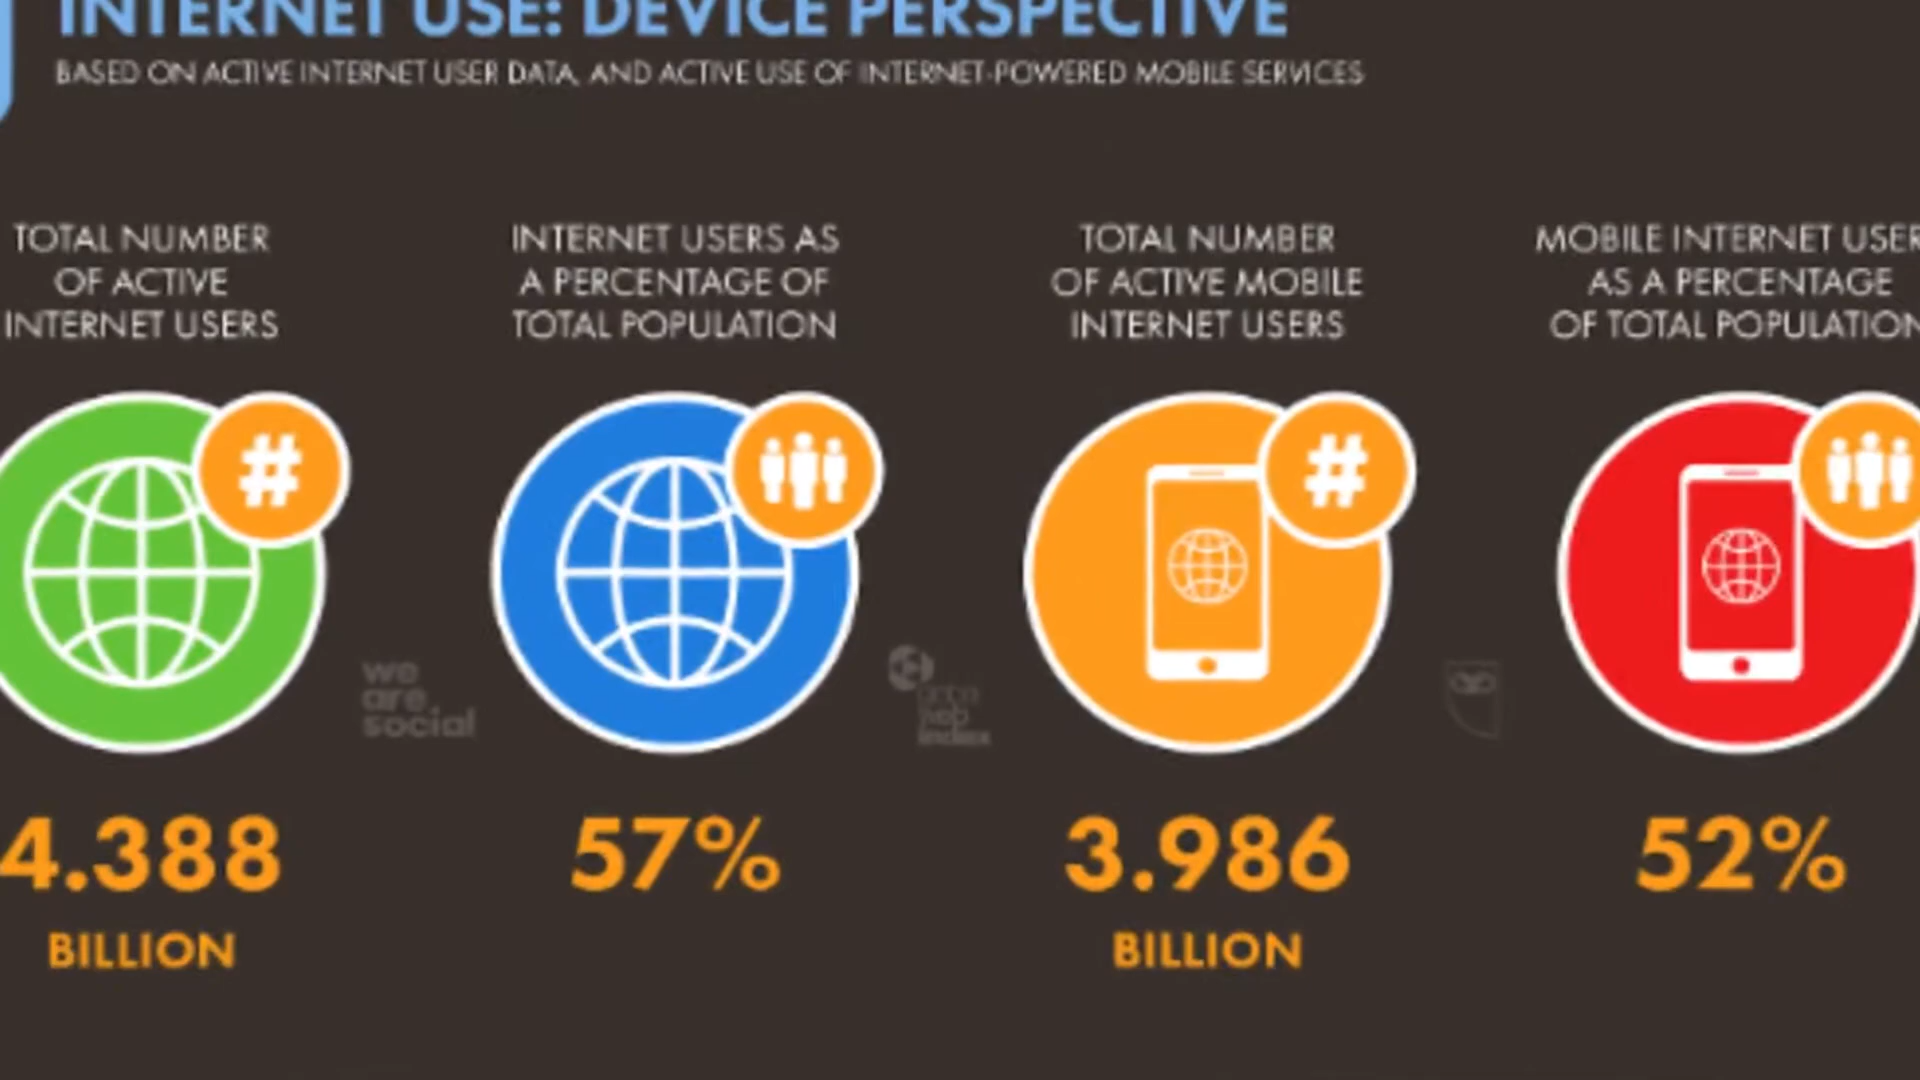 INTERNET USE: DEVICE PERSPECTIVE
BASED ON ACTIVE INTERNET USER DATA, AND ACTIVE USE OF INTERNET-POWERED MOBILE SERVICES
TOTAL NUMBER
OF ACTIVE
INTERNET USERS
#
4.388
BILLION
we
are
social
INTERNET USERS AS
A PERCENTAGE OF
TOTAL POPULATION
57%
web
index
TOTAL NUMBER
OF ACTIVE MOBILE
INTERNET USERS
#
3.986
BILLION
MOBILE INTERNET USER
AS A PERCENTAGE
OF TOTAL POPULATION
52%